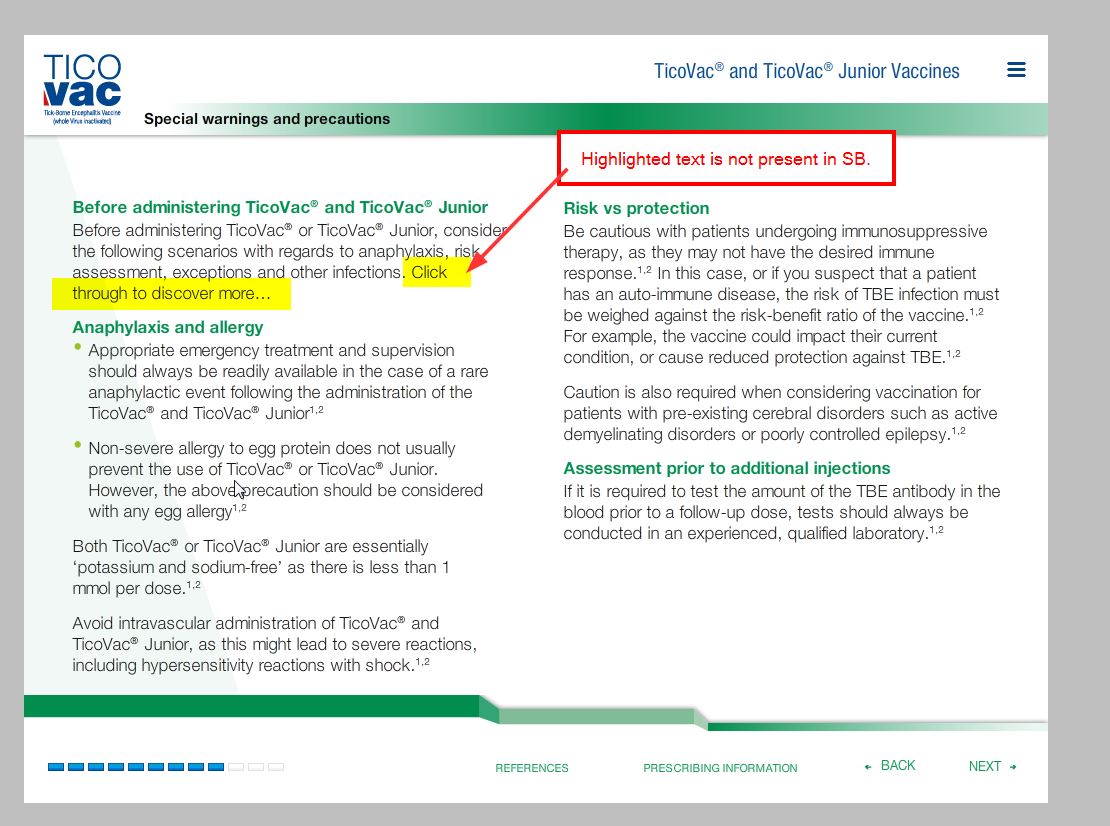 TICO
vac
Tick-Borne Encephalitis Vaccine
(whole Virus inactivated)
TicoVac® and TicoVac® Junior Vaccines
Special warnings and precautions
Highlighted text is not present in SB.
Before administering TicoVac® and TicoVac® Junior
Before administering TicoVac® or TicoVac® Junior, consider
the following scenarios with regards to anaphylaxis, risk
assessment, exceptions and other infections. Click
through to discover more…
Anaphylaxis and allergy
• Appropriate emergency treatment and supervision
should always be readily available in the case of a rare
anaphylactic event following the administration of the
TicoVac® and TicoVac® Junior1,2
• Non-severe allergy to egg protein does not usually
prevent the use of TicoVac® or TicoVac® Junior.
However, the above precaution should be considered
with any egg allergy1,2
Both TicoVac® or TicoVac® Junior are essentially
‘potassium and sodium-free’ as there is less than 1
mmol per dose.1,2
Avoid intravascular administration of TicoVac® and
TicoVac® Junior, as this might lead to severe reactions,
including hypersensitivity reactions with shock.1,2
Risk vs protection
Be cautious with patients undergoing immunosuppressive
therapy, as they may not have the desired immune
response.1,2 In this case, or if you suspect that a patient
has an auto-immune disease, the risk of TBE infection must
be weighed against the risk-benefit ratio of the vaccine.1,2
For example, the vaccine could impact their current
condition, or cause reduced protection against TBE.1,2
Caution is also required when considering vaccination for
patients with pre-existing cerebral disorders such as active
demyelinating disorders or poorly controlled epilepsy.1,2
Assessment prior to additional injections
If it is required to test the amount of the TBE antibody in the
blood prior to a follow-up dose, tests should always be
conducted in an experienced, qualified laboratory.1,2
REFERENCES
PRESCRIBING INFORMATION
BACK
NEXT